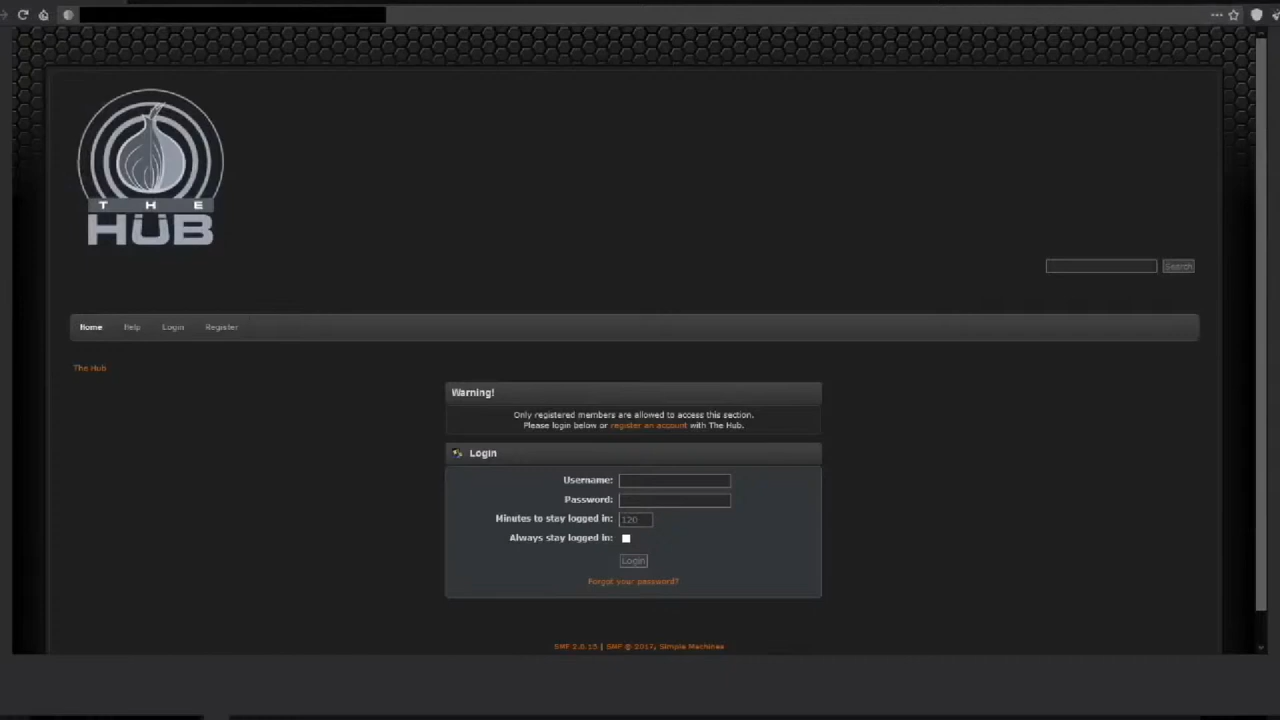 THE
HUB
Search
Home Help Login Register
The Hub
Warning!
Only registered members are allowed to access this section.
Please login below or register an account with The Hub.
Login
Username:
Password:
Minutes to stay logged in: 120
Always stay logged in:
Login
Forgot your password?
SMF 2.0.15 | SMF © 2017, Simple Machines